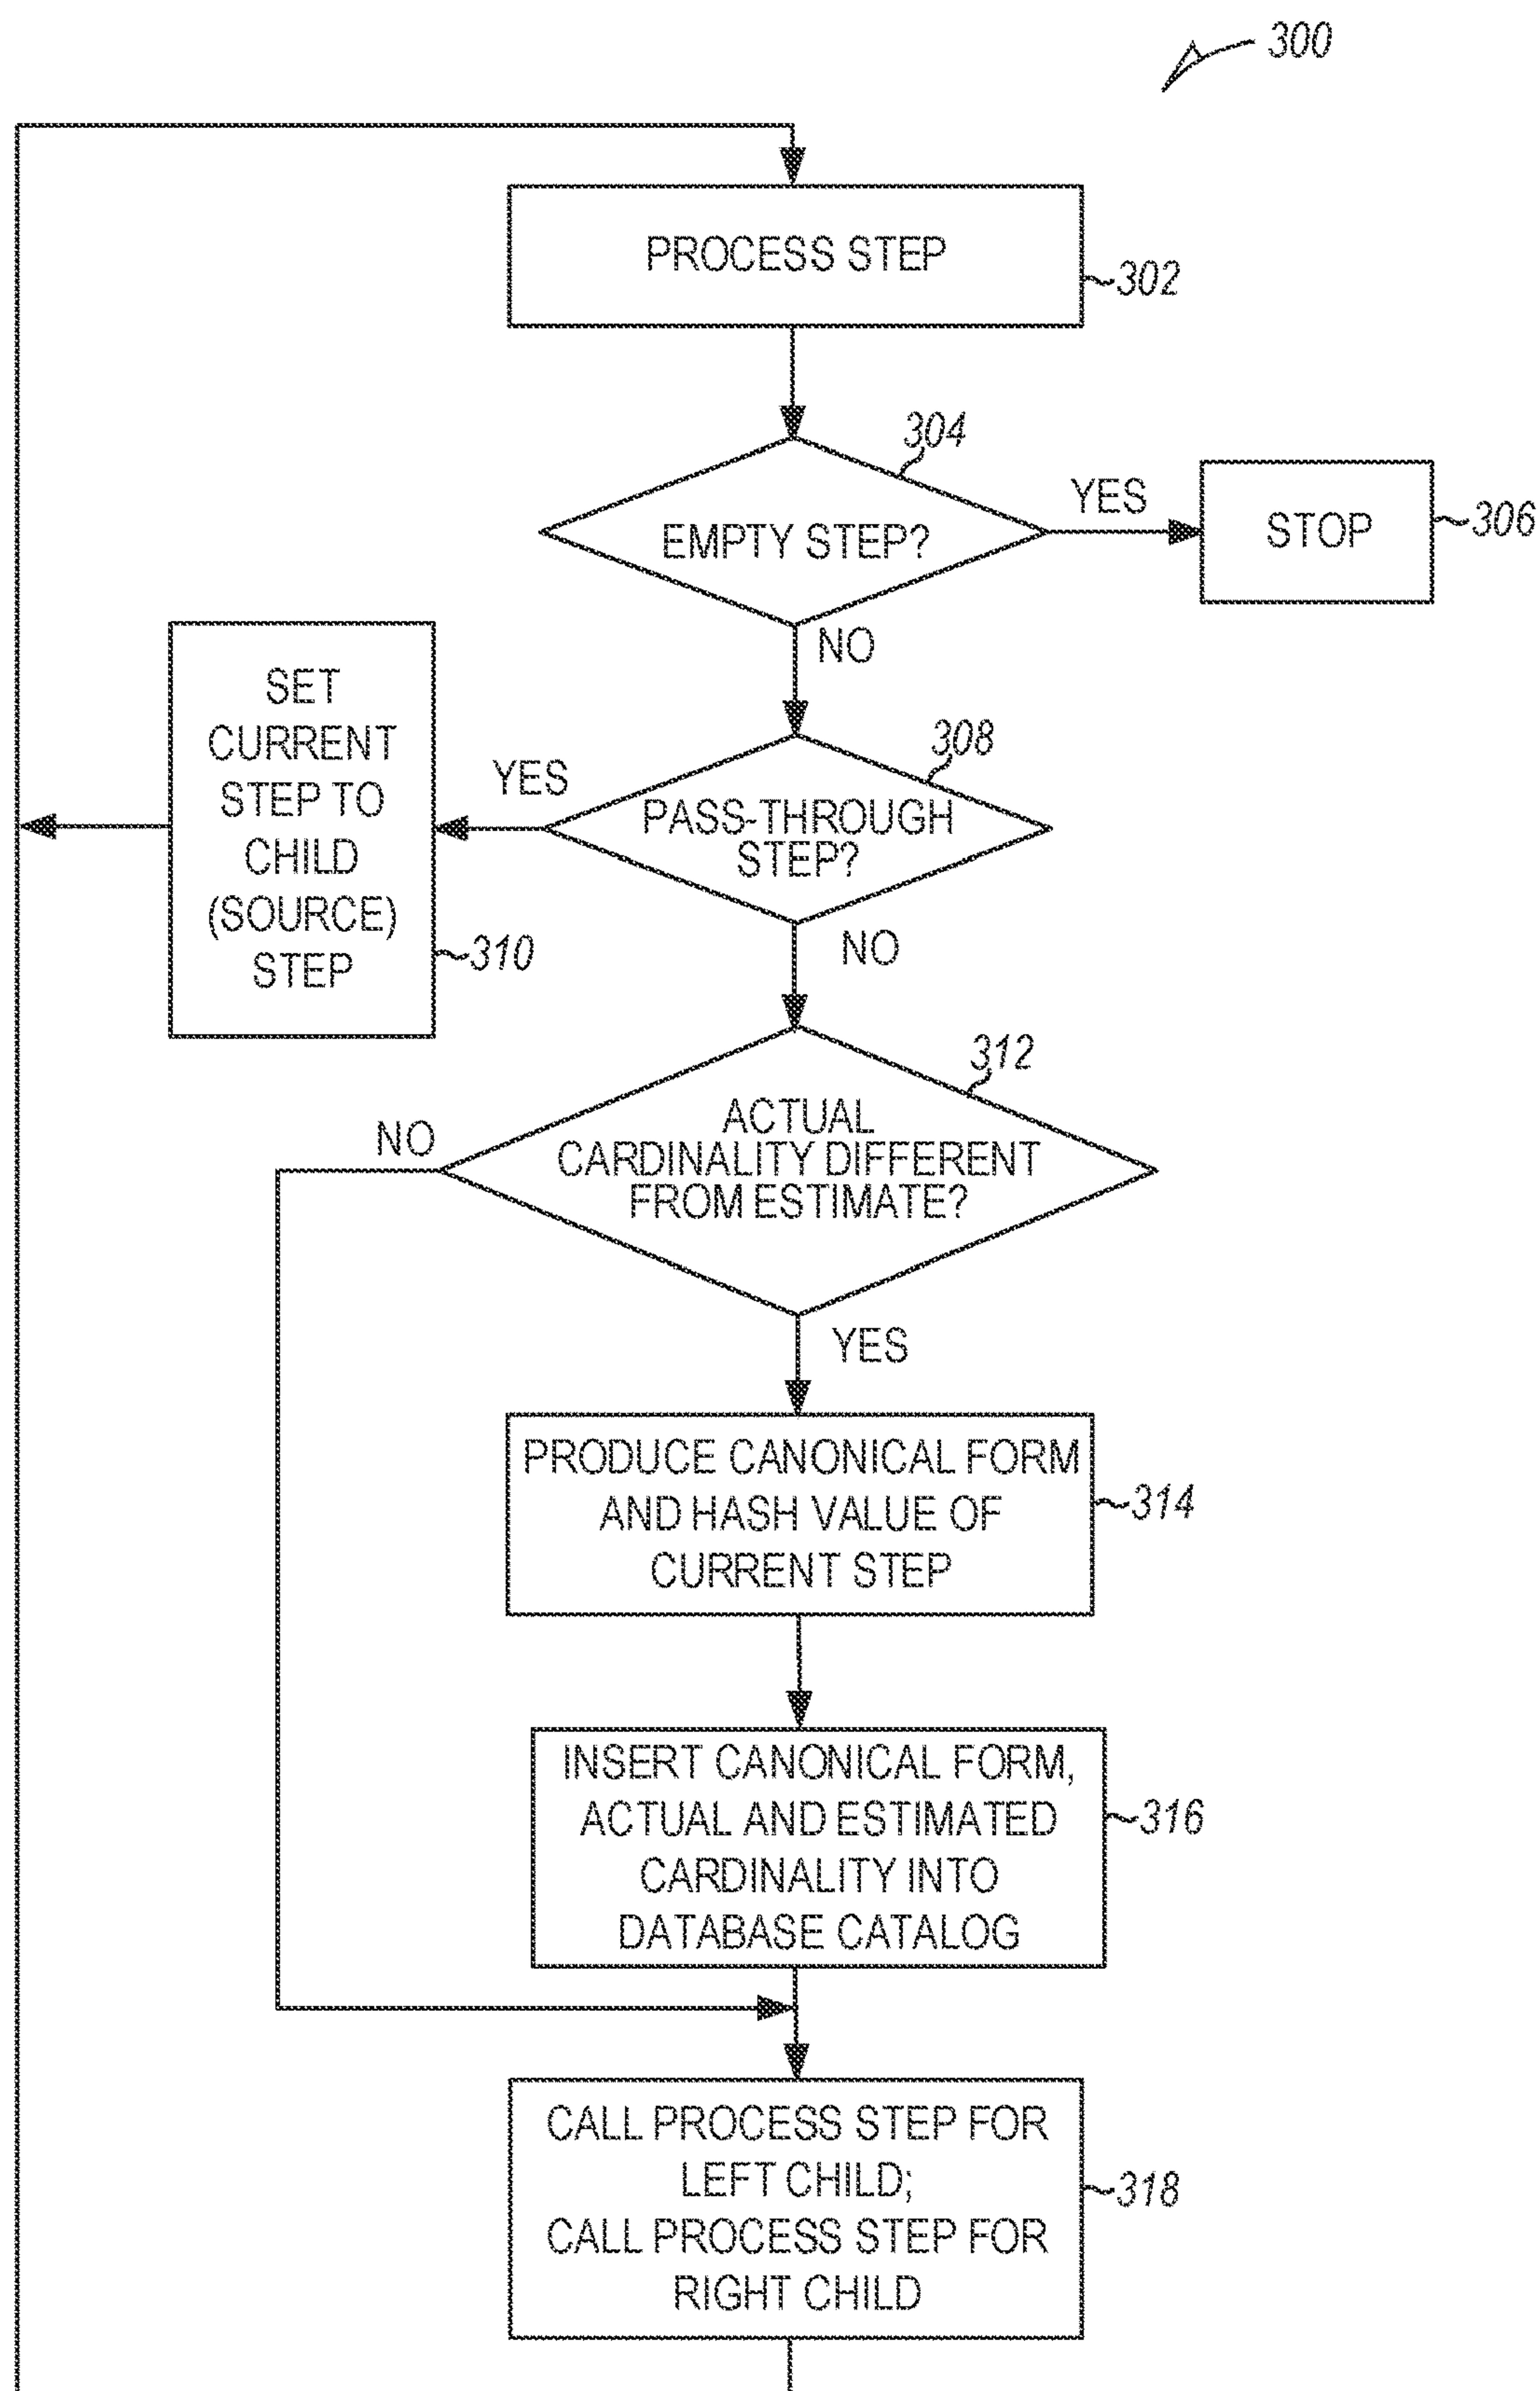 300
PROCESS STEP
302
304
EMPTY STEP?
YES
STOP
306
NO
SET
CURRENT
STEP TO
CHILD
(SOURCE)
STEP
310
YES
308
PASS-THROUGH
STEP?
NO
312
ACTUAL
CARDINALITY DIFFERENT
FROM ESTIMATE?
NO
YES
PRODUCE CANONICAL FORM
AND HASH VALUE OF
CURRENT STEP
314
INSERT CANONICAL FORM,
ACTUAL AND ESTIMATED
CARDINALITY INTO
DATABASE CATALOG
316
CALL PROCESS STEP FOR
LEFT CHILD;
CALL PROCESS STEP FOR
RIGHT CHILD
318